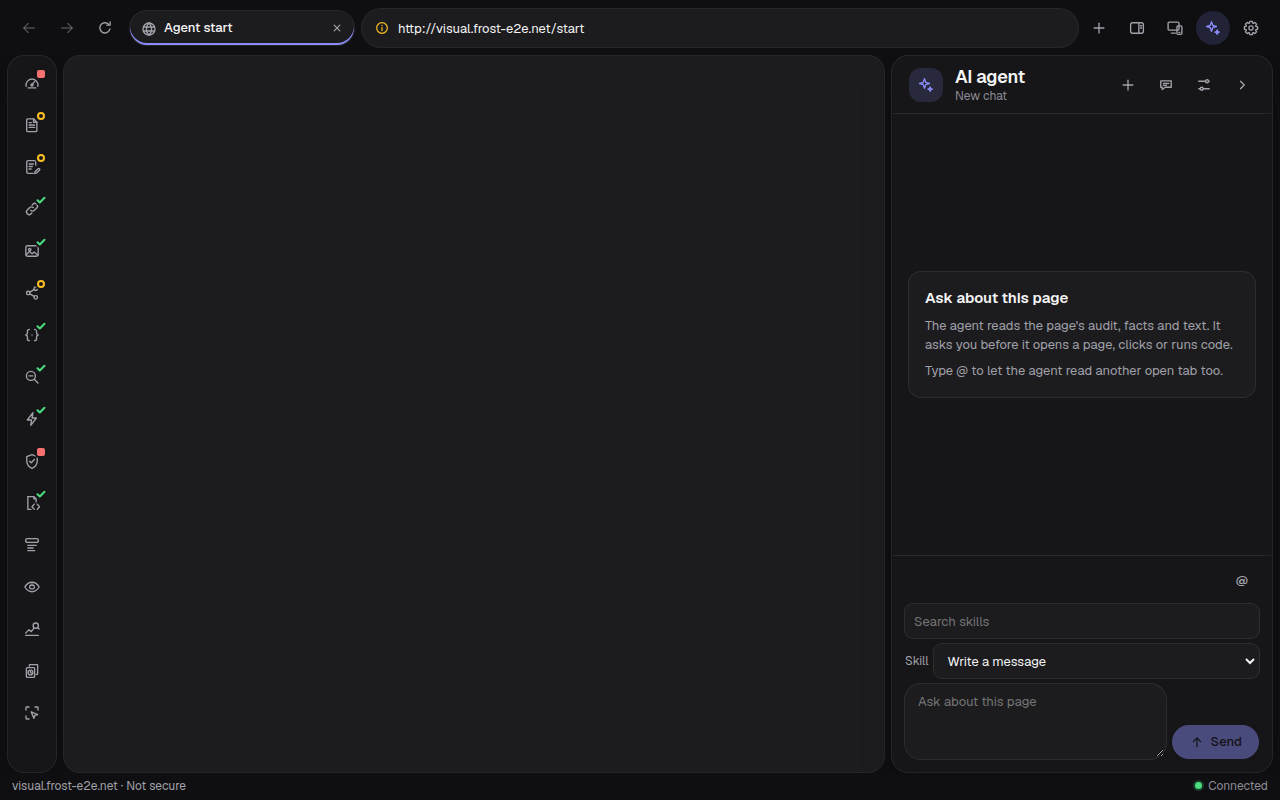 Agent start
http://visual.frost-e2e.net/start
AI agent
New chat
Ask about this page
The agent reads the page's audit, facts and text. It
asks you before it opens a page, clicks or runs code.
Type @ to let the agent read another open tab too.
@
Search skills
Skill
Write a message
Ask about this page
Send
visual.frost-e2e.net · Not secure
Connected